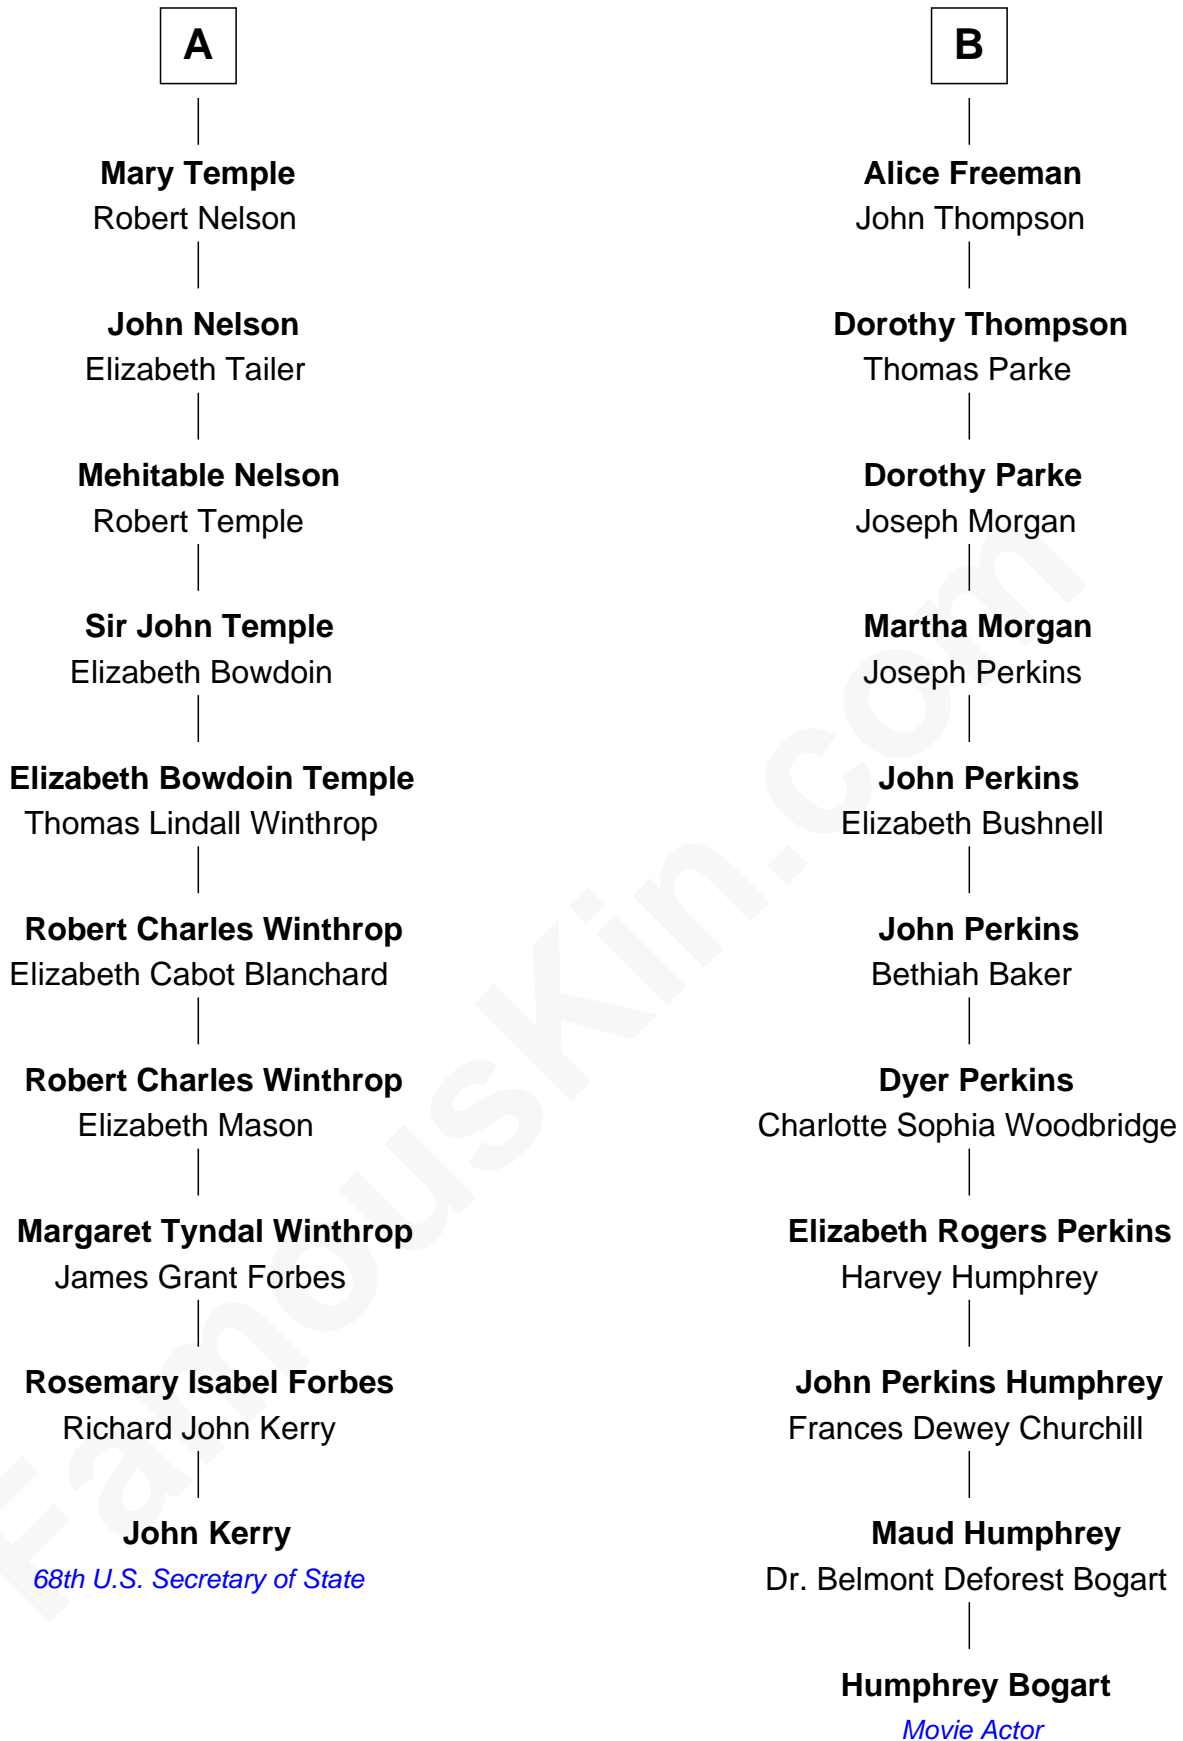 A
Mary Temple
Robert Nelson
John Nelson
Elizabeth Tailer
Mehitable Nelson
Robert Temple
Sir John Temple
Elizabeth Bowdoin
Elizabeth Bowdoin Temple
Thomas Lindall Winthrop
Robert Charles Winthrop
Elizabeth Cabot Blanchard
Robert Charles Winthrop
Elizabeth Mason
Margaret Tyndal Winthrop
James Grant Forbes
Rosemary Isabel Forbes
Richard John Kerry
John Kerry
68th U.S. Secretary of State
B
Alice Freeman
John Thompson
Dorothy Thompson
Thomas Parke
Dorothy Parke
Joseph Morgan
Martha Morgan
Joseph Perkins
John Perkins
Elizabeth Bushnell
John Perkins
Bethiah Baker
Dyer Perkins
Charlotte Sophia Woodbridge
Elizabeth Rogers Perkins
Harvey Humphrey
John Perkins Humphrey
Frances Dewey Churchill
Maud Humphrey
Dr. Belmont Deforest Bogart
Humphrey Bogart
Movie Actor
FamousKin.com